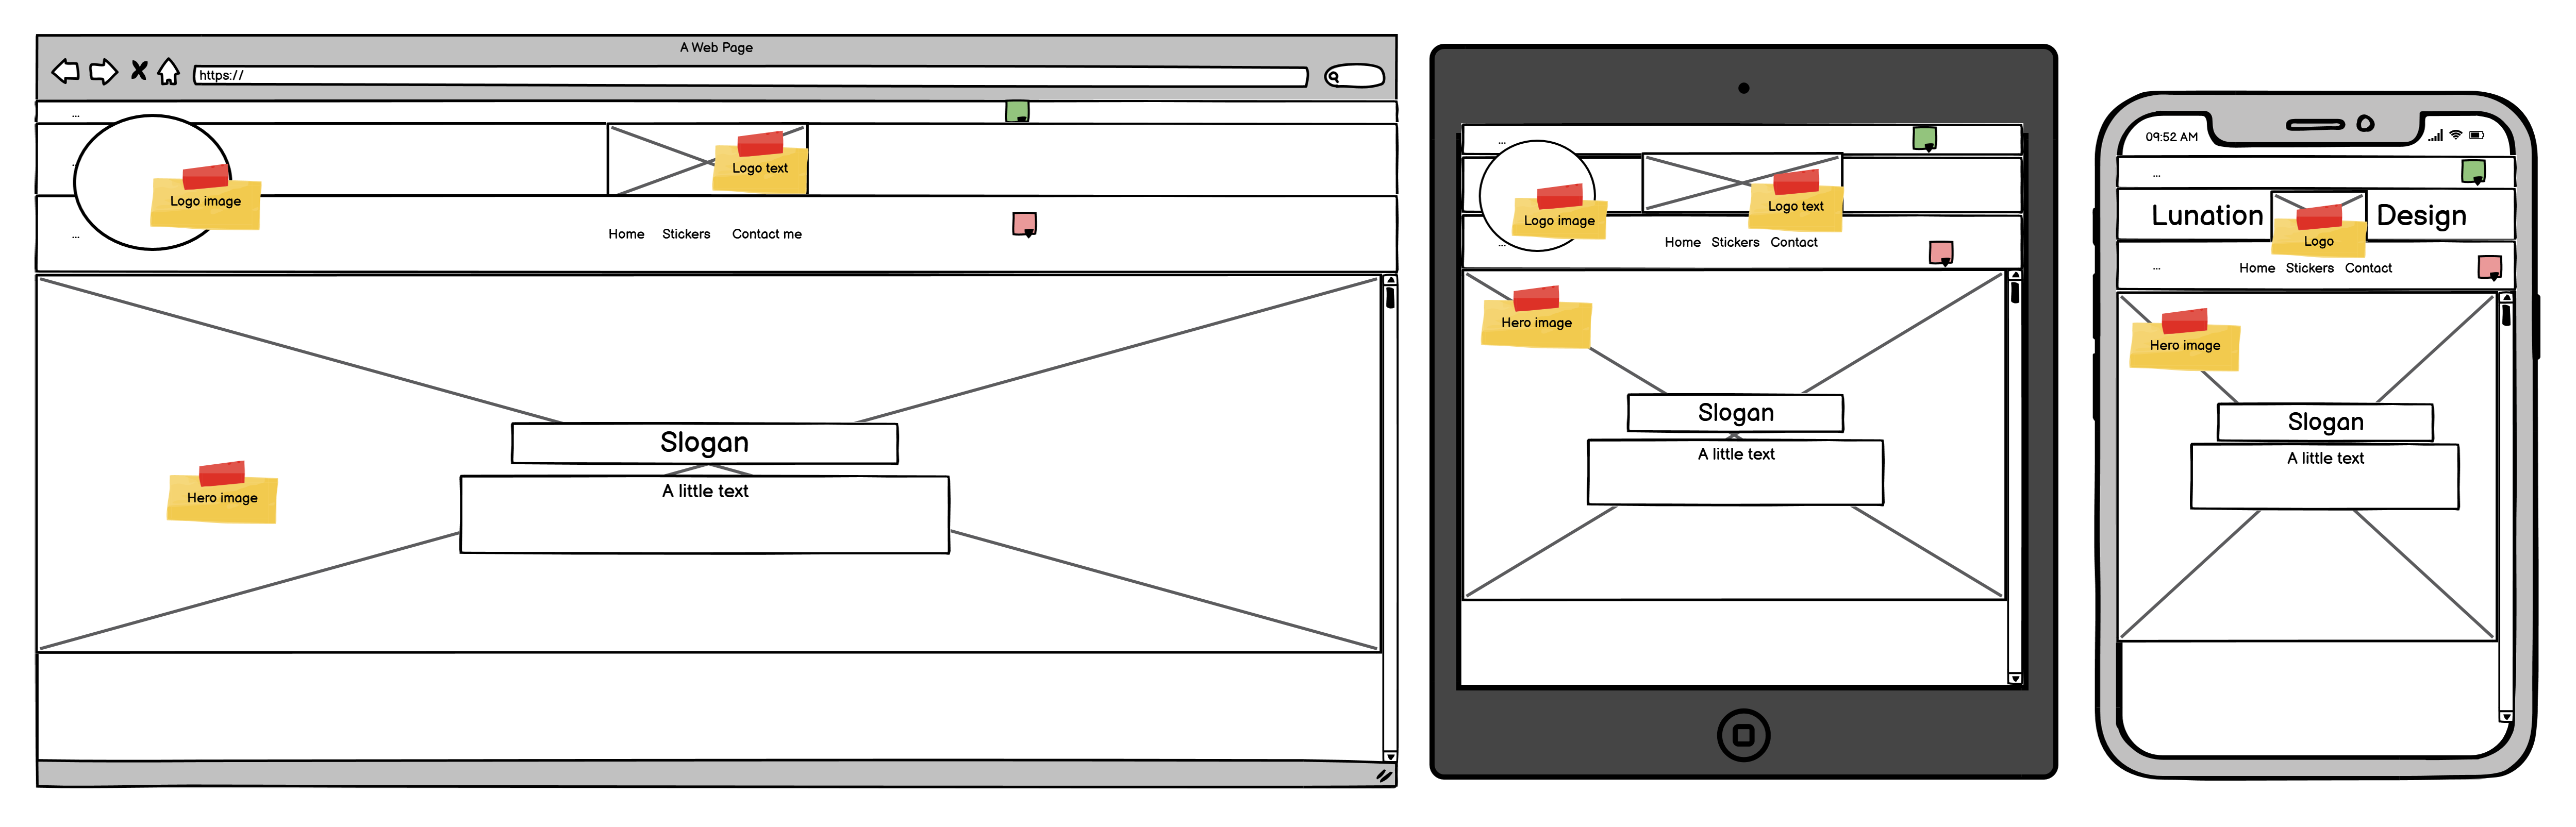 A Web Page
https://
...
Logo text
Logo image
...
Home Stickers Contact me
Slogan
A little text
Hero image
...
Logo image
Logo text
...
Home Stickers Contact
Hero image
Slogan
A little text
09:52 AM
...
Lunation Design
Logo
...
Home Stickers Contact
Hero image
Slogan
A little text